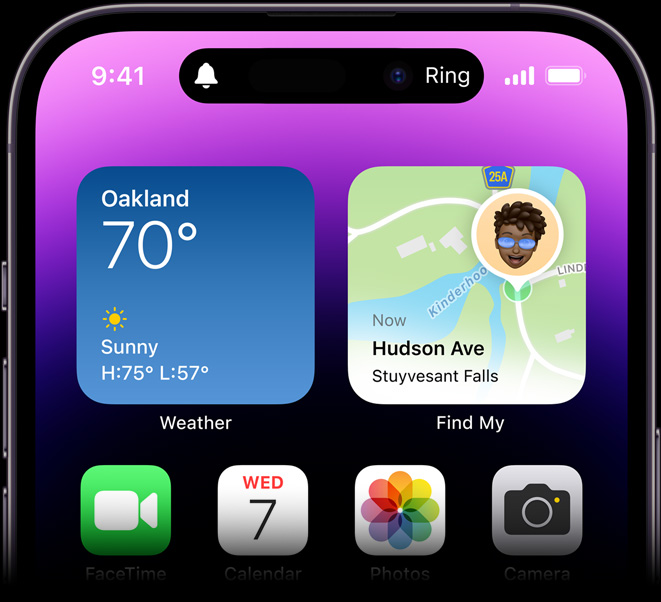 9:41
Ring
Oakland
70°
Sunny
H:75° L:57°
Weather
25A
Kinderhoo
LINDE
Now
Hudson Ave
Stuyvesant Falls
Find My
WED
7
FaceTime
Calendar
Photos
Camera